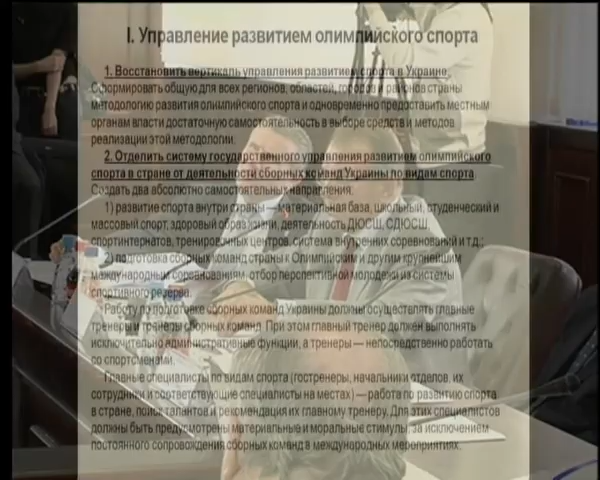 I. Управление развитием олимпийского спорта
1. Восстановить вертикаль управления развитием спорта в Украине.
Сформировать общую для всех регионов, областей, городов и районов страны
методологию развития олимпийского спорта и одновременно предоставить местным
органам власти достаточную самостоятельность в выборе средств и методов
реализации этой методологии.
2. Отделить систему государственного управления развитием олимпийского
спорта в стране от деятельности сборных команд Украины по видам спорта.
Создать два абсолютно самостоятельных направления:
1) развитие спорта внутри страны — материальная база, школьный, студенческий и
массовый спорт, здоровый образ жизни, деятельность ДЮСШ, СДЮСШ,
спортинтернатов, тренировочных центров, система внутренних соревнований и т.д.;
2) подготовка сборных команд страны к Олимпийским и другим крупнейшим
международным соревнованиям, отбор перспективной молодежи из системы
спортивного резерва.
Работу по подготовке сборных команд Украины должны осуществлять главные
тренеры и тренеры сборных команд. При этом главный тренер должен выполнять
исключительно административные функции, а тренеры — непосредственно работать
со спортсменами.
Главные специалисты по видам спорта (гостренеры, начальники отделов, их
сотрудники и соответствующие специалисты на местах) — работа по развитию спорта
в стране, поиск талантов и рекомендация их главному тренеру. Для этих специалистов
должны быть предусмотрены материальные и моральные стимулы, за исключением
постоянного сопровождения сборных команд в международных мероприятиях.